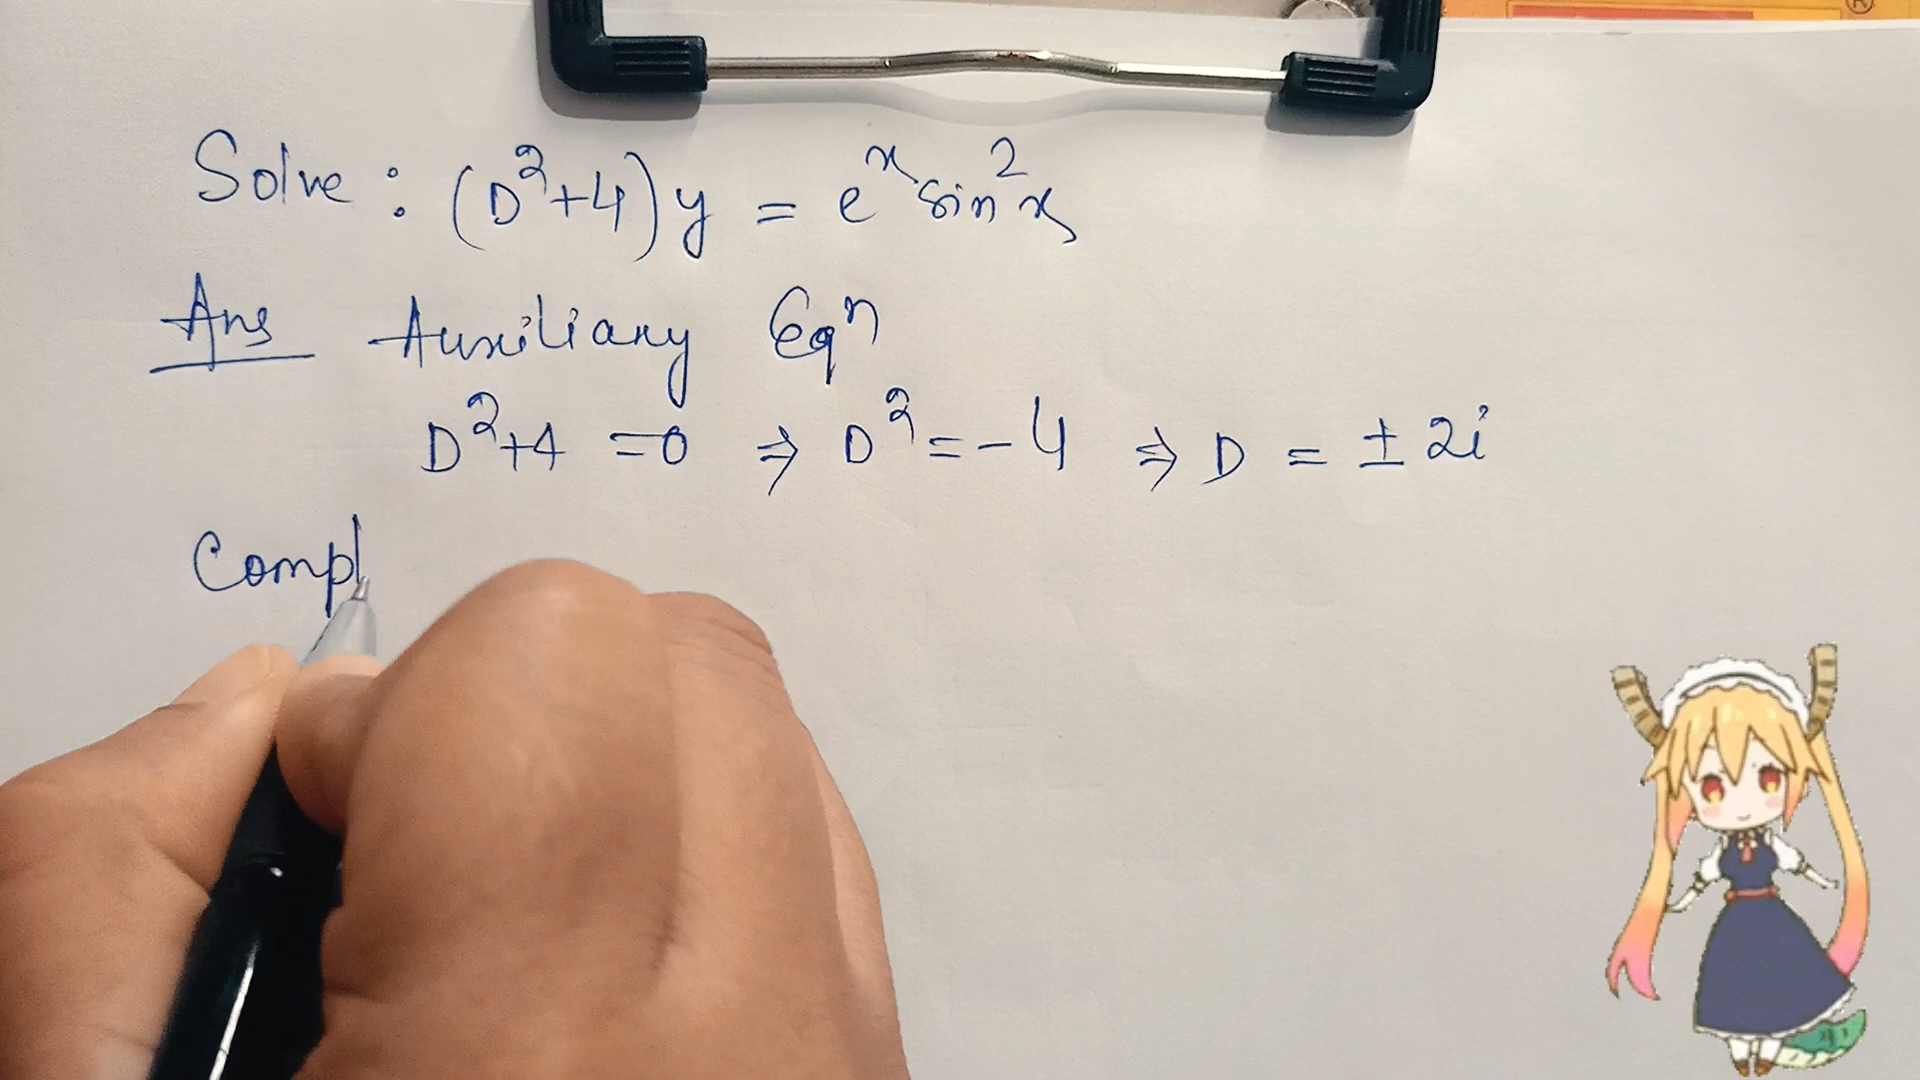 Solve : (D²+4)y = eˣ sin²x
Ans Auxiliary Eqⁿ
D²+4 =0 ⇒ D²=-4 ⇒ D = ± 2i
Compl
®